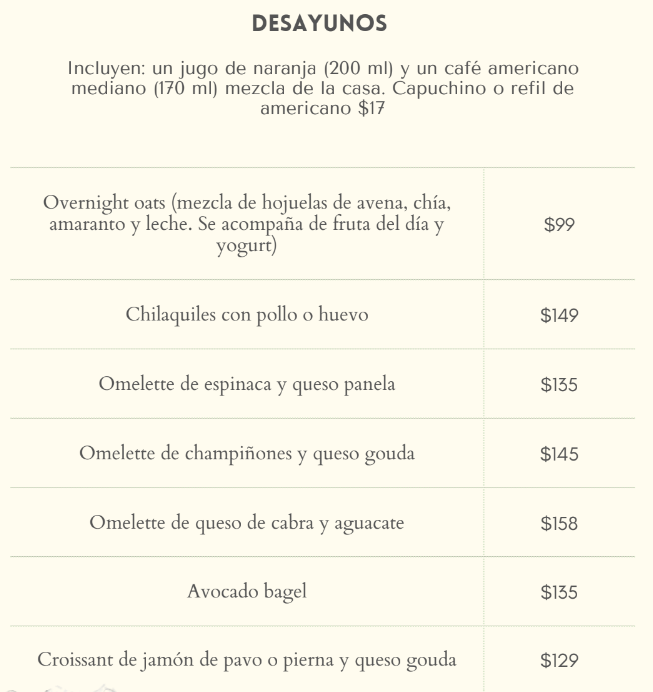 DESAYUNOS
Incluyen: un jugo de naranja (200 ml) y un café americano
mediano (170 ml) mezcla de la casa. Capuchino o refil de
americano $17
Overnight oats (mezcla de hojuelas de avena, chía,
amaranto y leche. Se acompaña de fruta del día y
yogurt)
$99
Chilaquiles con pollo o huevo
$149
Omelette de espinaca y queso panela
$135
Omelette de champiñones y queso gouda
$145
Omelette de queso de cabra y aguacate
$158
Avocado bagel
$135
Croissant de jamón de pavo o pierna y queso gouda
$129